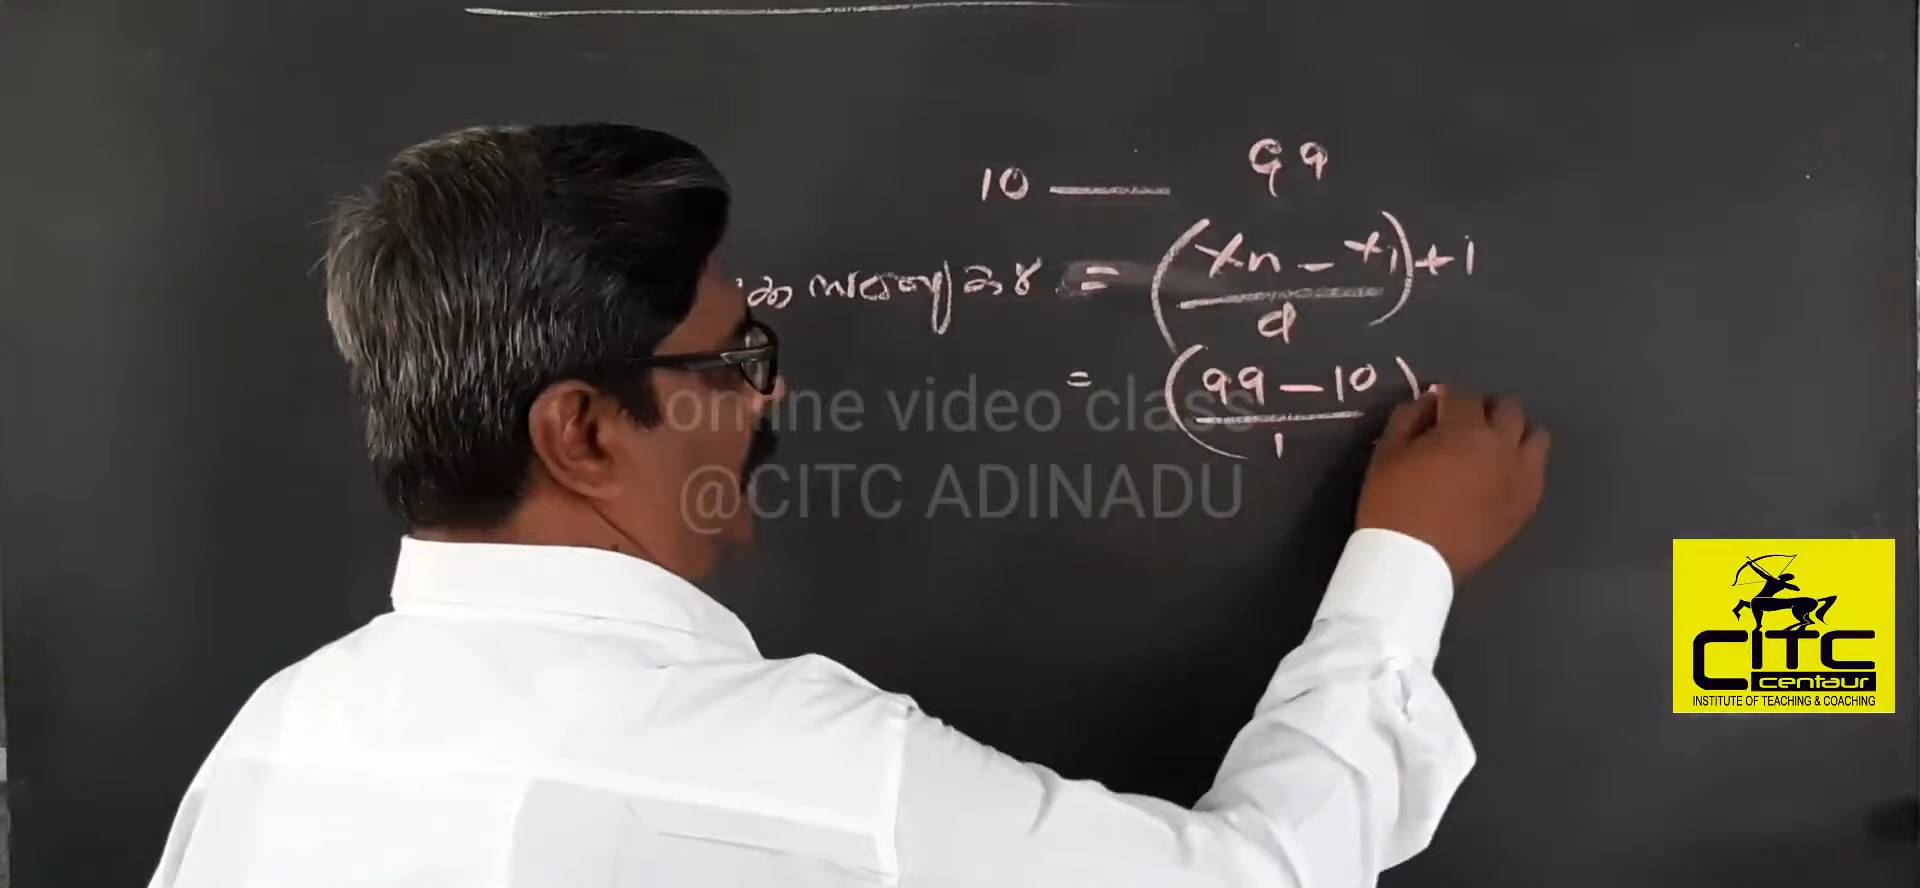 10 — 99
സംഖ്യകൾ = (xn - x1 / d) + 1
= (99 - 10 / 1)
online video class
@CITC ADINADU
CITC
centaur
INSTITUTE OF TEACHING & COACHING